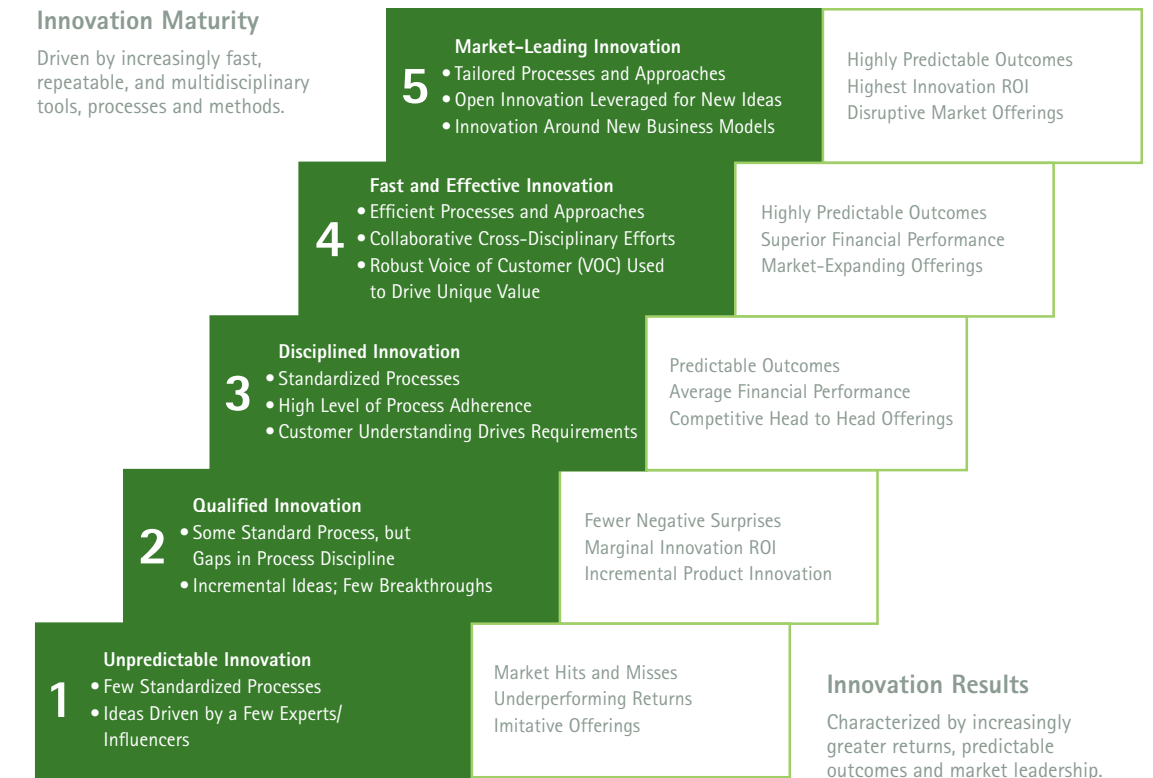 Innovation Maturity
Driven by increasingly fast,
repeatable, and multidisciplinary
tools, processes and methods.
5
Market-Leading Innovation
• Tailored Processes and Approaches
• Open Innovation Leveraged for New Ideas
• Innovation Around New Business Models
Highly Predictable Outcomes
Highest Innovation ROI
Disruptive Market Offerings
4
Fast and Effective Innovation
• Efficient Processes and Approaches
• Collaborative Cross-Disciplinary Efforts
• Robust Voice of Customer (VOC) Used
to Drive Unique Value
Highly Predictable Outcomes
Superior Financial Performance
Market-Expanding Offerings
3
Disciplined Innovation
• Standardized Processes
• High Level of Process Adherence
• Customer Understanding Drives Requirements
Predictable Outcomes
Average Financial Performance
Competitive Head to Head Offerings
2
Qualified Innovation
• Some Standard Process, but
Gaps in Process Discipline
• Incremental Ideas; Few Breakthroughs
Fewer Negative Surprises
Marginal Innovation ROI
Incremental Product Innovation
1
Unpredictable Innovation
• Few Standardized Processes
• Ideas Driven by a Few Experts/
Influencers
Market Hits and Misses
Underperforming Returns
Imitative Offerings
Innovation Results
Characterized by increasingly
greater returns, predictable
outcomes and market leadership.